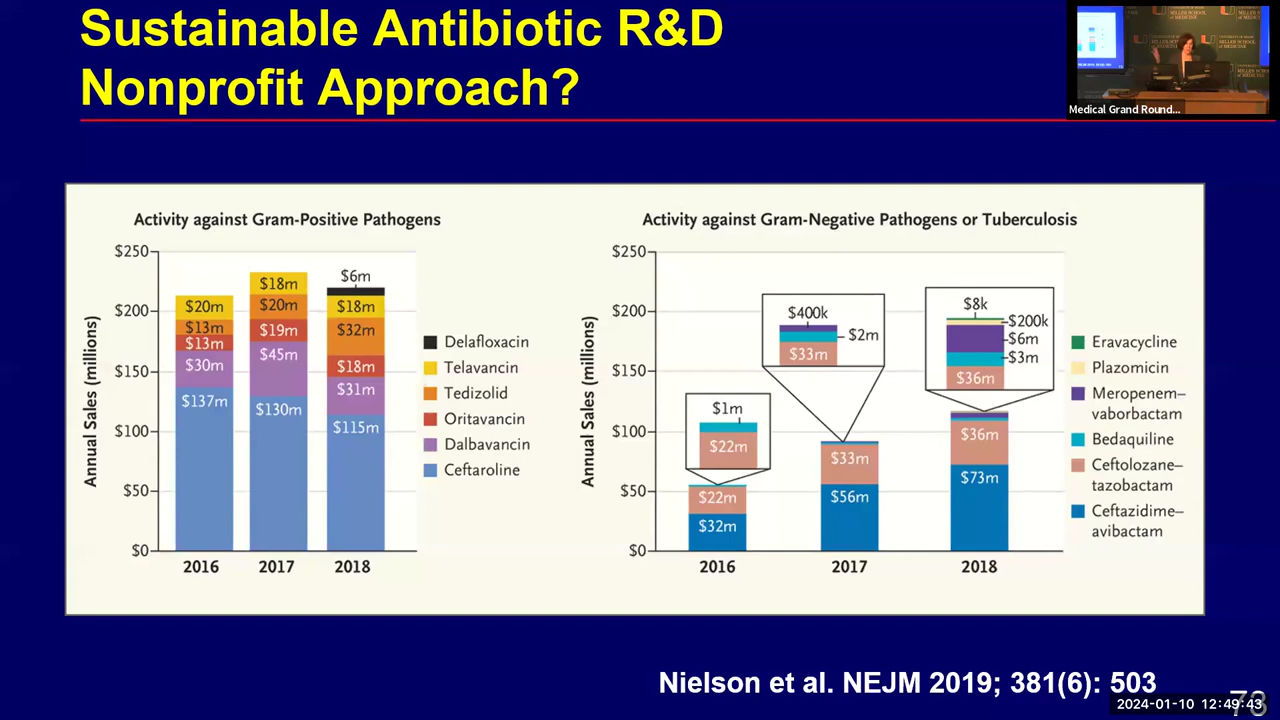 Sustainable Antibiotic R&D
Nonprofit Approach?
Medical Grand Round...
Activity against Gram-Positive Pathogens
$250
$200
$150
$100
$50
$0
Annual Sales (millions)
$20m
$13m
$13m
$30m
$137m
$18m
$20m
$19m
$45m
$130m
$6m
$18m
$32m
$18m
$31m
$115m
2016
2017
2018
Delafloxacin
Telavancin
Tedizolid
Oritavancin
Dalbavancin
Ceftaroline
Activity against Gram-Negative Pathogens or Tuberculosis
$250
$200
$150
$100
$50
$0
Annual Sales (millions)
$1m
$22m
$22m
$32m
$400k
$2m
$33m
$33m
$56m
$8k
$200k
$6m
$3m
$36m
$36m
$73m
2016
2017
2018
Eravacycline
Plazomicin
Meropenem–
vaborbactam
Bedaquiline
Ceftolozane–
tazobactam
Ceftazidime–
avibactam
Nielson et al. NEJM 2019; 381(6): 503
73
2024-01-10 12:49:43